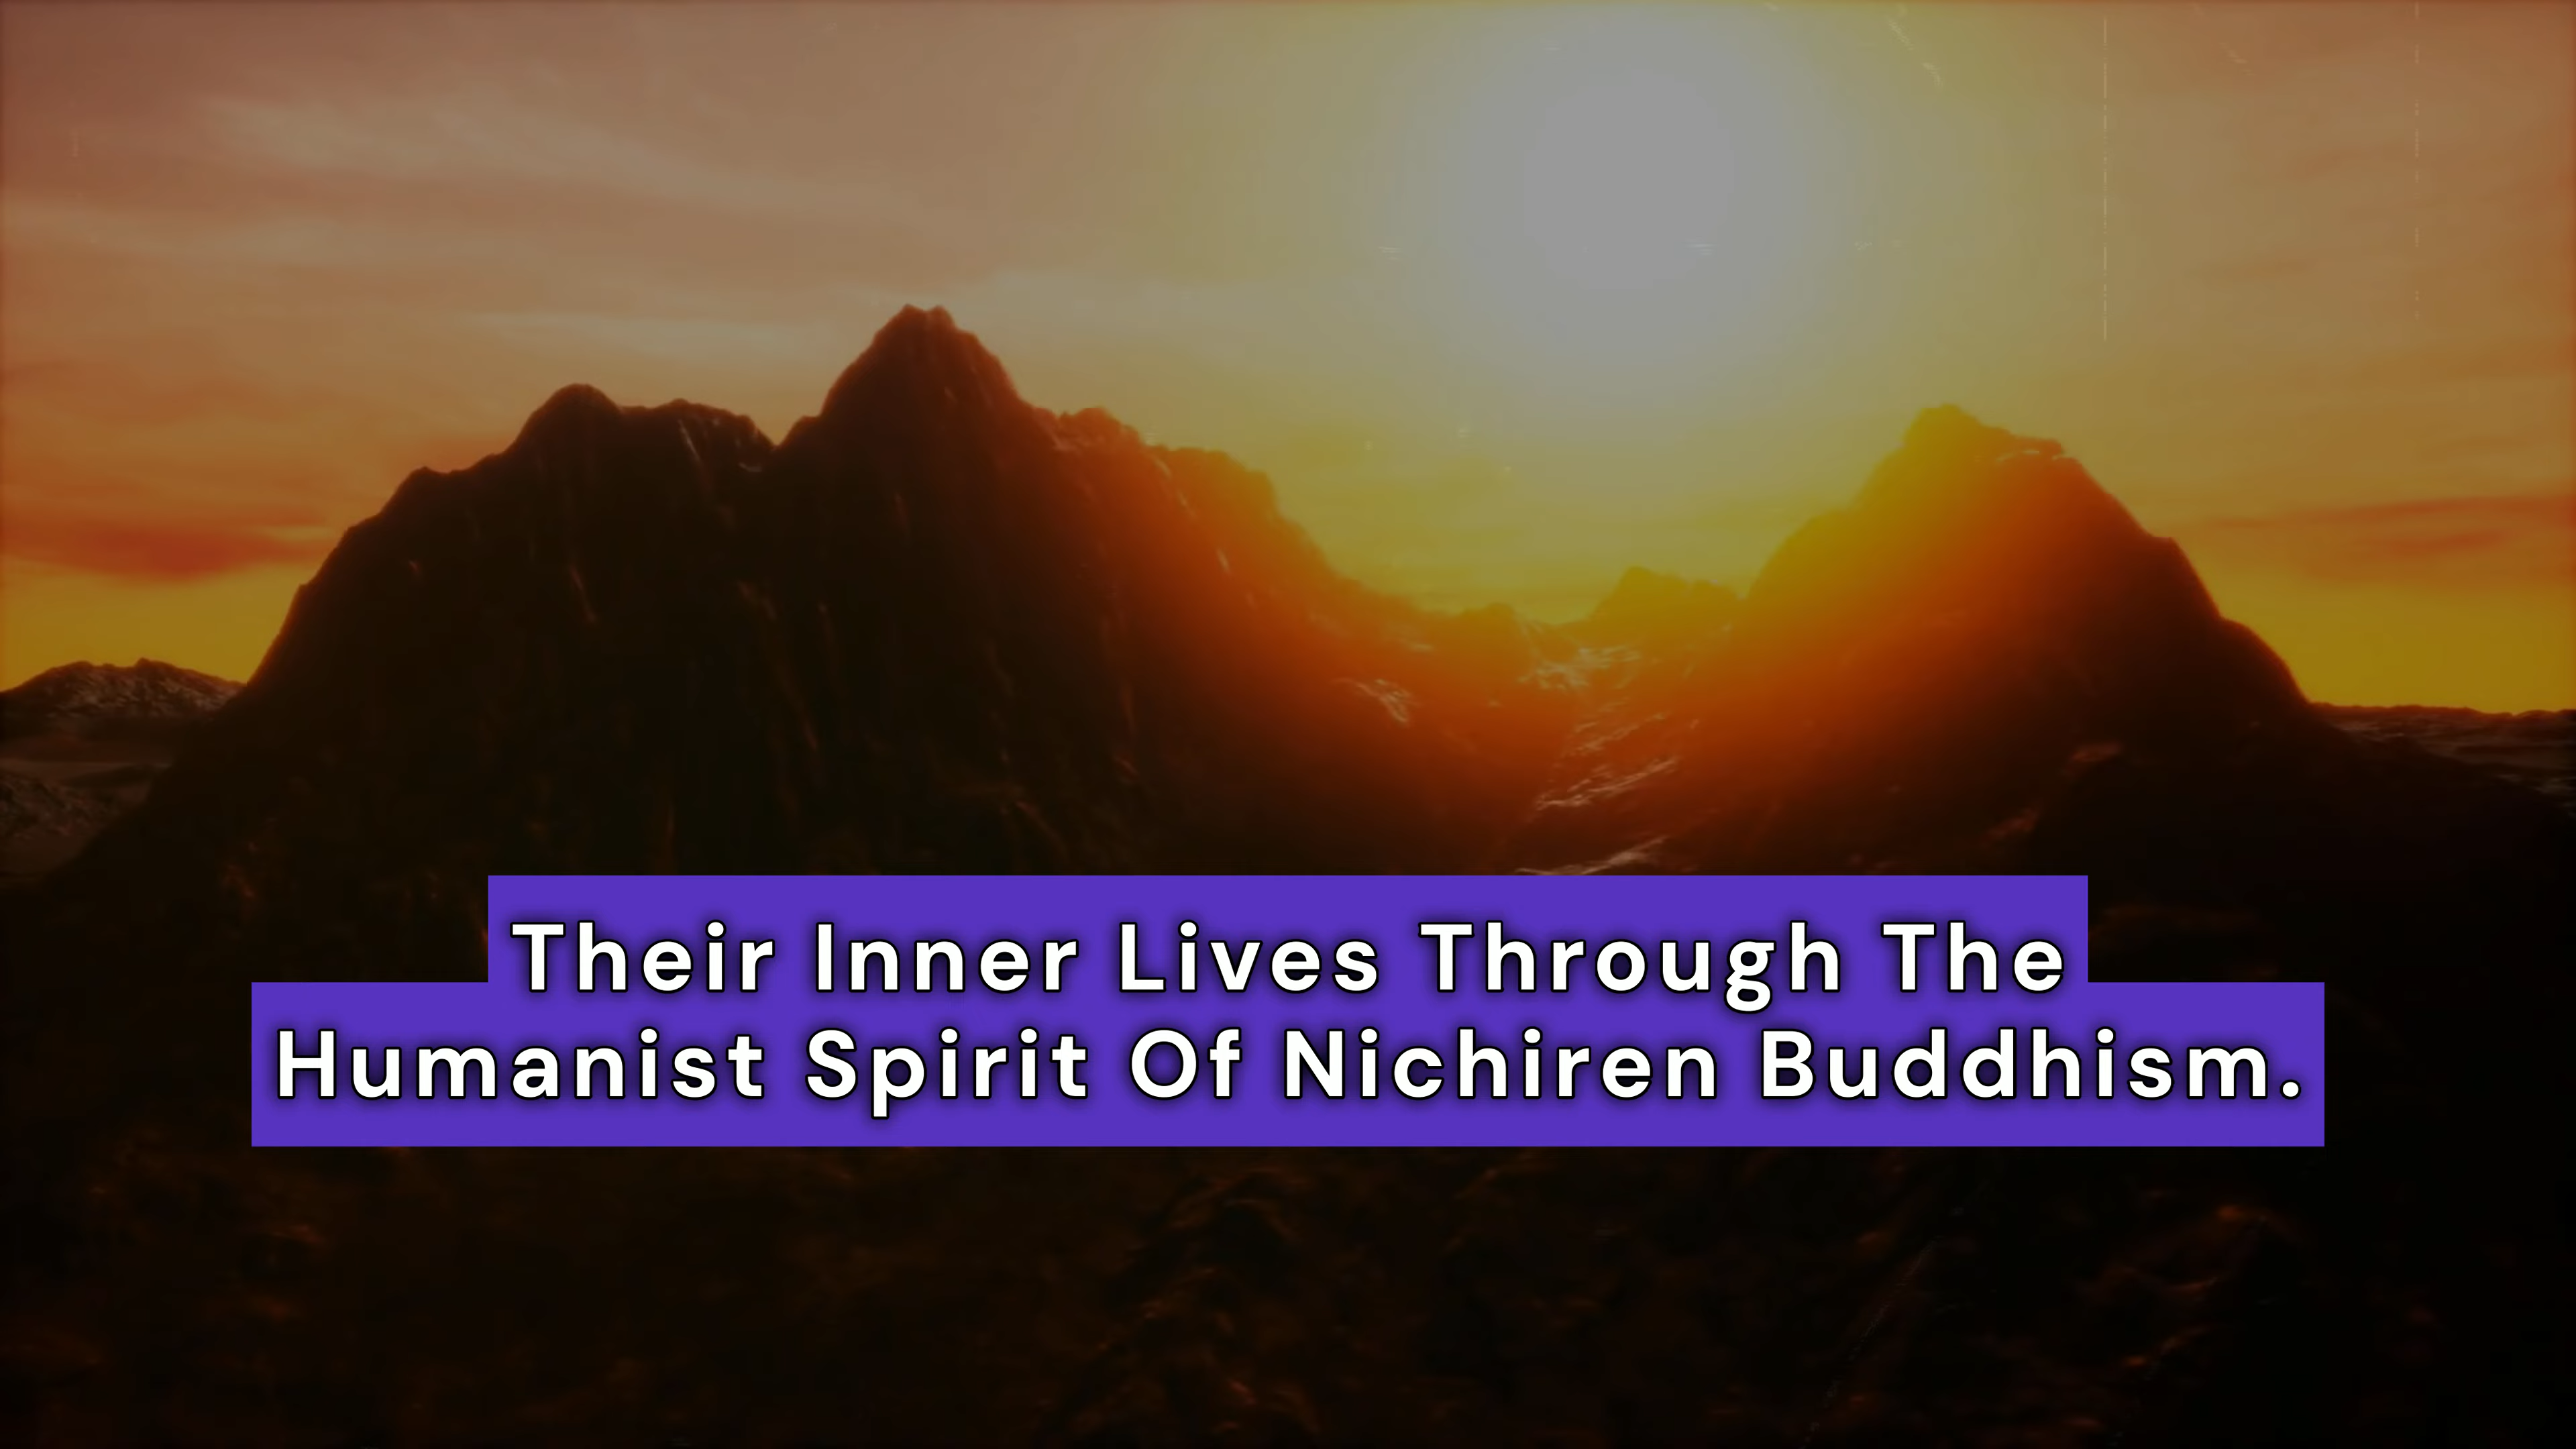 Their Inner Lives Through The
Humanist Spirit Of Nichiren Buddhism.